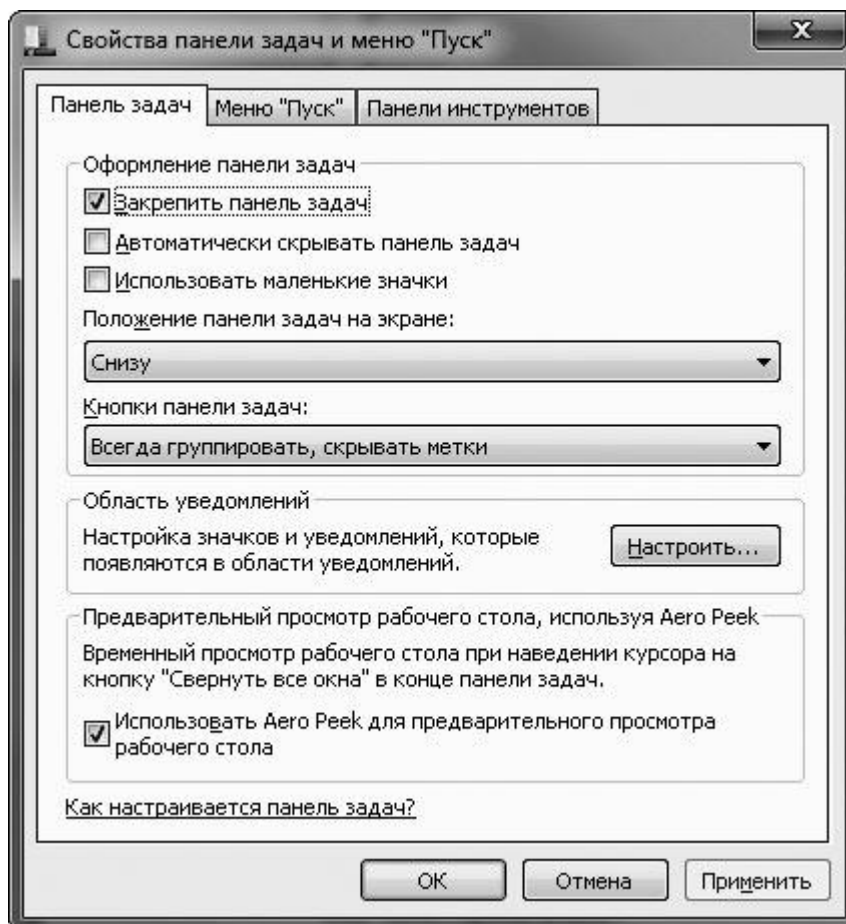 Свойства панели задач и меню "Пуск"
Панель задач
Меню "Пуск"
Панели инструментов
Оформление панели задач
Закрепить панель задач
Автоматически скрывать панель задач
Использовать маленькие значки
Положение панели задач на экране:
Снизу
Кнопки панели задач:
Всегда группировать, скрывать метки
Область уведомлений
Настройка значков и уведомлений, которые
появляются в области уведомлений.
Настроить...
Предварительный просмотр рабочего стола, используя Aero Peek
Временный просмотр рабочего стола при наведении курсора на
кнопку "Свернуть все окна" в конце панели задач.
Использовать Aero Peek для предварительного просмотра
рабочего стола
Как настраивается панель задач?
ОК
Отмена
Применить